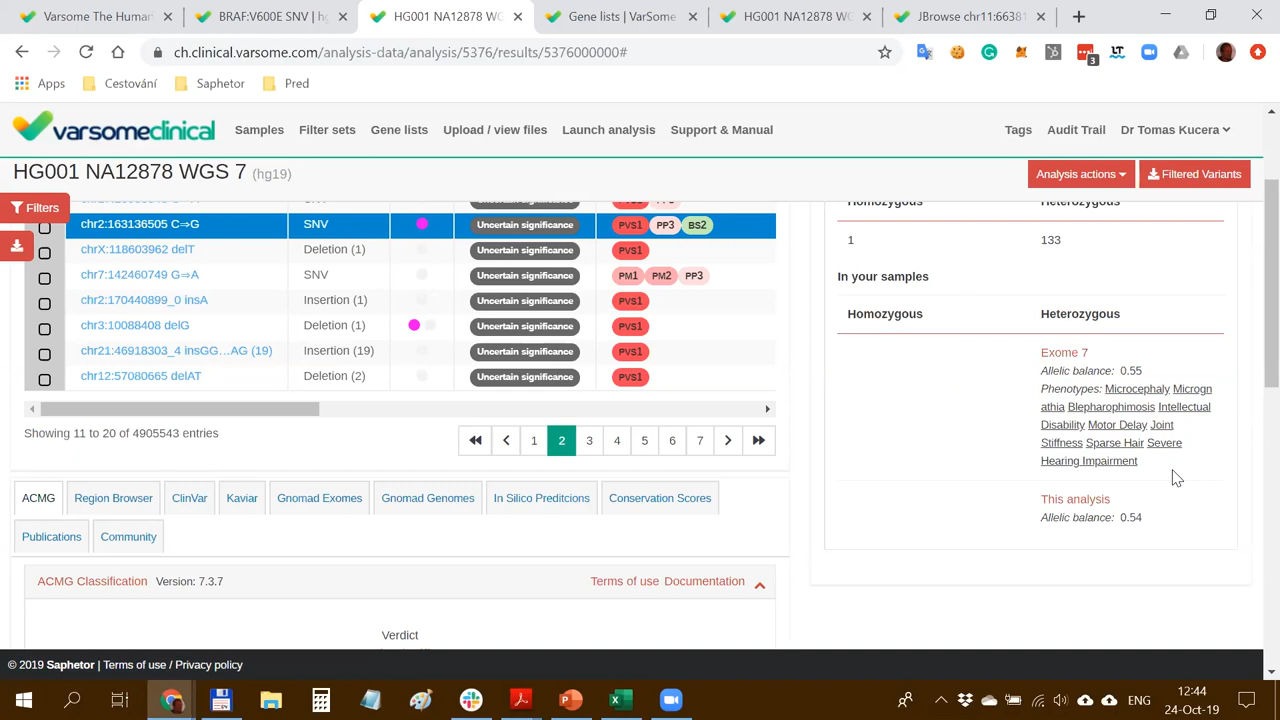 Varsome The Human
BRAF:V600E SNV | hg
HG001 NA12878 WGS 7
Gene lists | VarSome
HG001 NA12878 WGS
JBrowse chr11:66381
ch.clinical.varsome.com/analysis-data/analysis/5376/results/5376000000#
3
Apps Cestování Saphetor Pred
varsomeclinical Samples Filter sets Gene lists Upload / view files Launch analysis Support & Manual Tags Audit Trail Dr Tomas Kucera
HG001 NA12878 WGS 7 (hg19) Analysis actions Filtered Variants
Filters
chr2:163136505 C⇒G SNV Uncertain significance PVS1 PP3 BS2
chrX:118603962 delT Deletion (1) Uncertain significance PVS1
chr7:142460749 G⇒A SNV Uncertain significance PM1 PM2 PP3
chr2:170440899_0 insA Insertion (1) Uncertain significance PVS1
chr3:10088408 delG Deletion (1) Uncertain significance PVS1
chr21:46918303_4 insGG...AG (19) Insertion (19) Uncertain significance PVS1
chr12:57080665 delAT Deletion (2) Uncertain significance PVS1
Showing 11 to 20 of 4905543 entries
1 2 3 4 5 6 7
ACMG Region Browser ClinVar Kaviar Gnomad Exomes Gnomad Genomes In Silico Preditcions Conservation Scores
Publications Community
ACMG Classification Version: 7.3.7 Terms of use Documentation
Verdict
Homozygous Heterozygous
1 133
In your samples
Homozygous Heterozygous
Exome 7
Allelic balance: 0.55
Phenotypes: Microcephaly Microgn
athia Blepharophimosis Intellectual
Disability Motor Delay Joint
Stiffness Sparse Hair Severe
Hearing Impairment
This analysis
Allelic balance: 0.54
© 2019 Saphetor | Terms of use / Privacy policy
ENG
12:44
24-Oct-19